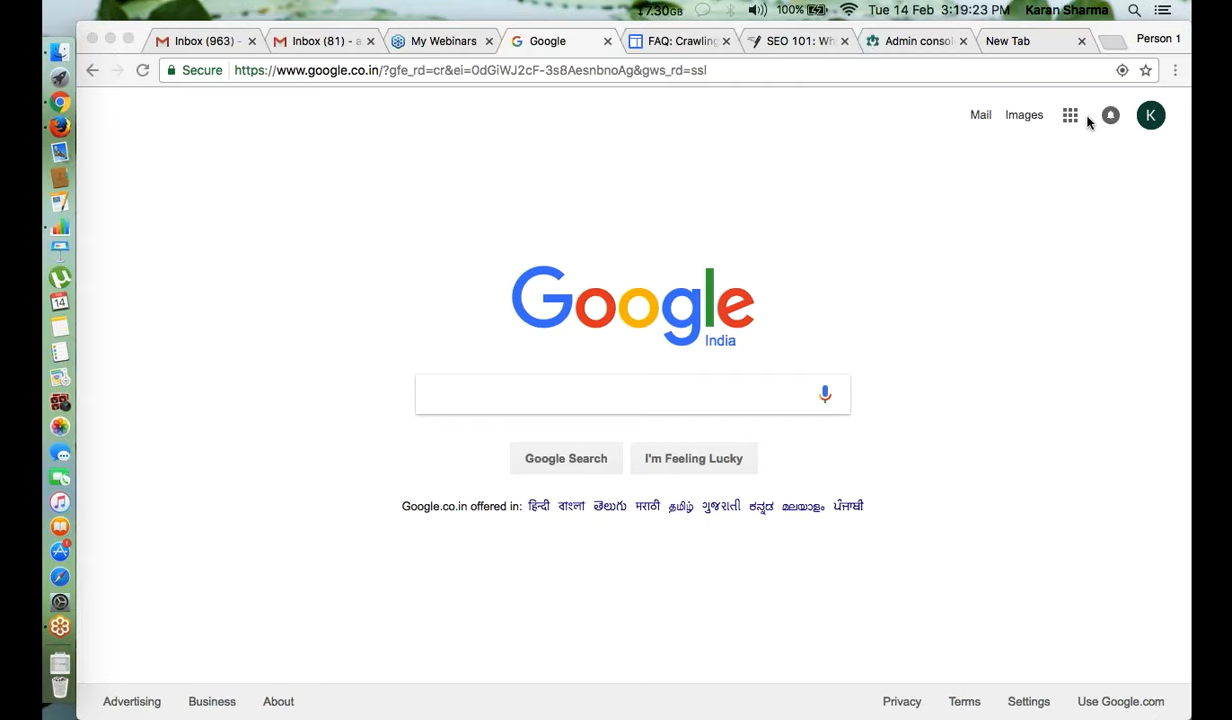 7.30GB 100% Tue 14 Feb 3:19:23 PM Karan Sharma
Inbox (963) - Inbox (81) - a My Webinars Google FAQ: Crawling SEO 101: Wh Admin consol New Tab Person 1
Secure https://www.google.co.in/?gfe_rd=cr&ei=0dGiWJ2cF-3s8AesnbnoAg&gws_rd=ssl
Mail Images K
Google
India
Google Search I'm Feeling Lucky
Google.co.in offered in: हिन्दी বাংলা తెలుగు मराठी தமிழ் ગુજરાતી ಕನ್ನಡ മലയാളം ਪੰਜਾਬੀ
14
Advertising Business About Privacy Terms Settings Use Google.com